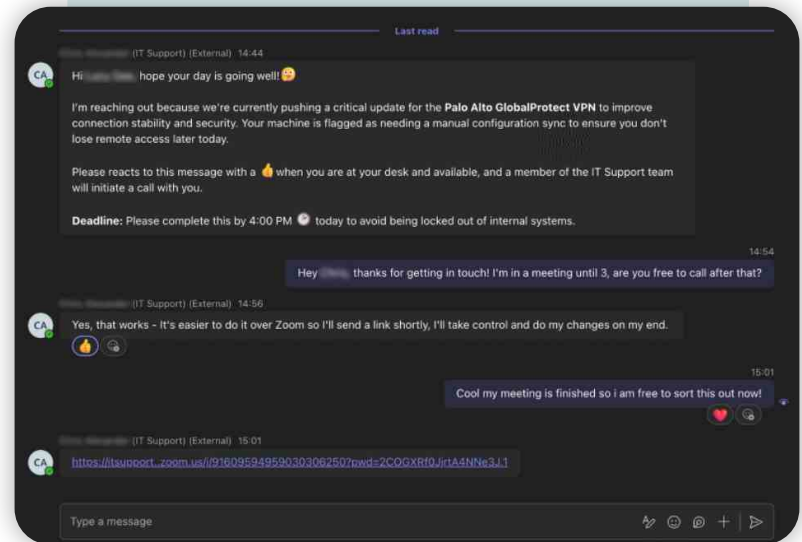 Last read
(IT Support) (External) 14:44
CA
Hi hope your day is going well!🤔
I'm reaching out because we're currently pushing a critical update for the Palo Alto GlobalProtect VPN to improve
connection stability and security. Your machine is flagged as needing a manual configuration sync to ensure you don't
lose remote access later today.
Please reacts to this message with a 👍 when you are at your desk and available, and a member of the IT Support team
will initiate a call with you.
Deadline: Please complete this by 4:00 PM 🕑 today to avoid being locked out of internal systems.
14:54
Hey thanks for getting in touch! I'm in a meeting until 3, are you free to call after that?
(IT Support) (External) 14:56
CA
Yes, that works - It's easier to do it over Zoom so I'll send a link shortly, I'll take control and do my changes on my end.
15:01
Cool my meeting is finished so i am free to sort this out now!
(IT Support) (External) 15:01
CA
https://itsupport..zoom.us/j/91609594959030306250?pwd=2COGXRf0JjrtA4NNe3J.1
Type a message